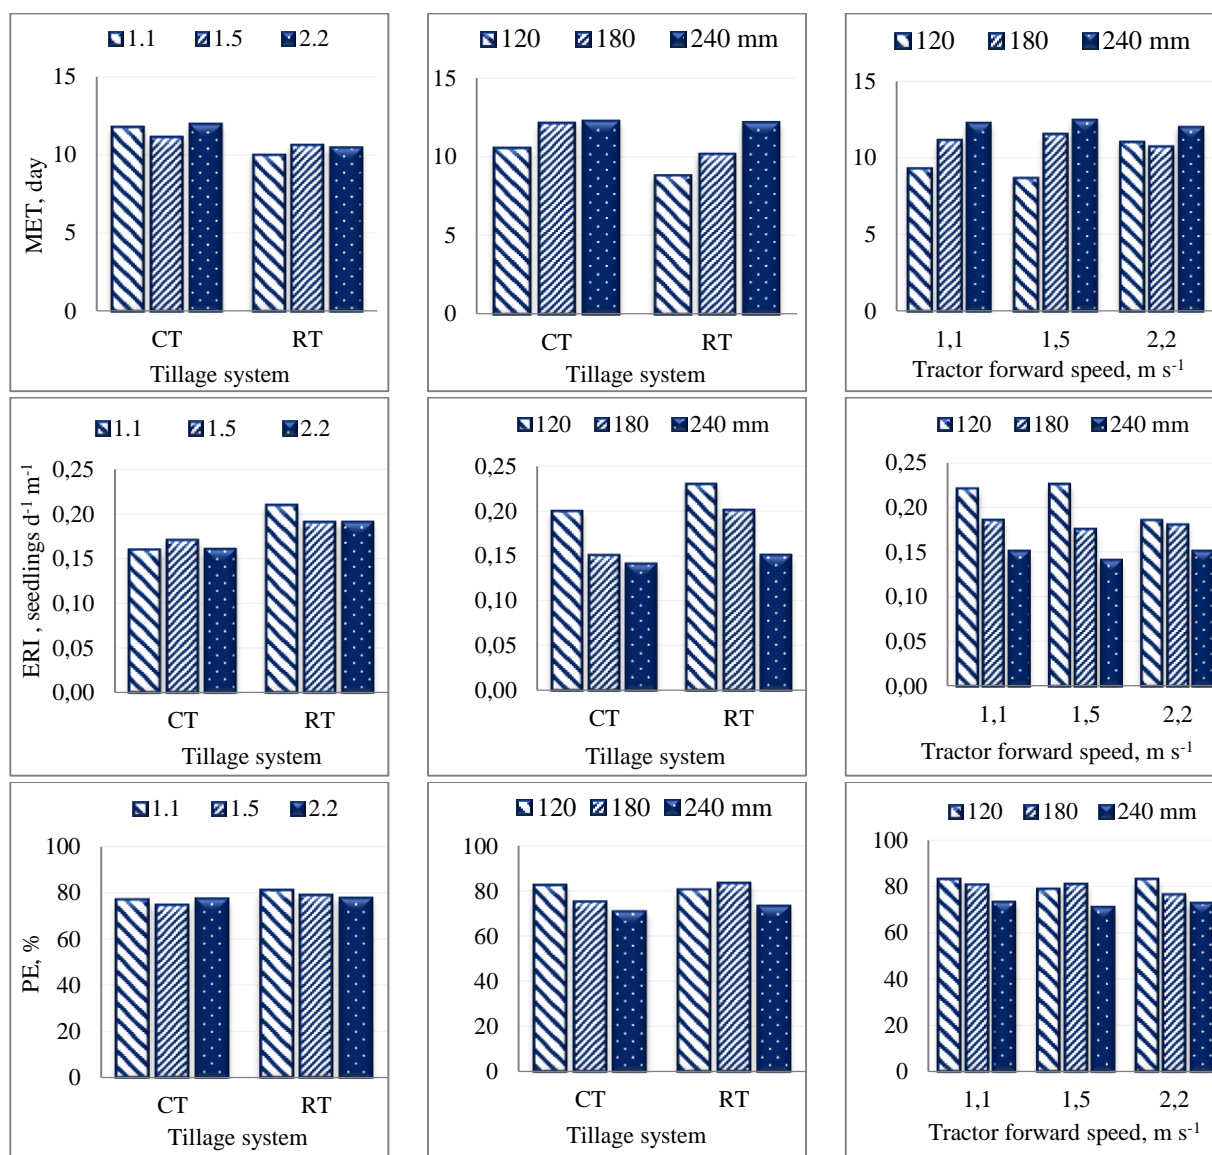 1.1 1.5 2.2
MET, day
15
10
5
0
CT RT
Tillage system
120 180 240 mm
15
10
5
0
CT RT
Tillage system
120 180 240 mm
15
10
5
0
1,1 1,5 2,2
Tractor forward speed, m s⁻¹
1.1 1.5 2.2
ERI , seedlings d⁻¹ m⁻¹
0,25
0,20
0,15
0,10
0,05
0,00
CT RT
Tillage system
120 180 240 mm
0,25
0,20
0,15
0,10
0,05
0,00
CT RT
Tillage system
120 180 240 mm
0,25
0,20
0,15
0,10
0,05
0,00
1,1 1,5 2,2
Tractor forward speed, m s⁻¹
1.1 1.5 2.2
PE, %
100
80
60
40
20
0
CT RT
Tillage system
120 180 240 mm
100
80
60
40
20
0
CT RT
Tillage system
120 180 240 mm
100
80
60
40
20
0
1,1 1,5 2,2
Tractor forward speed, m s⁻¹